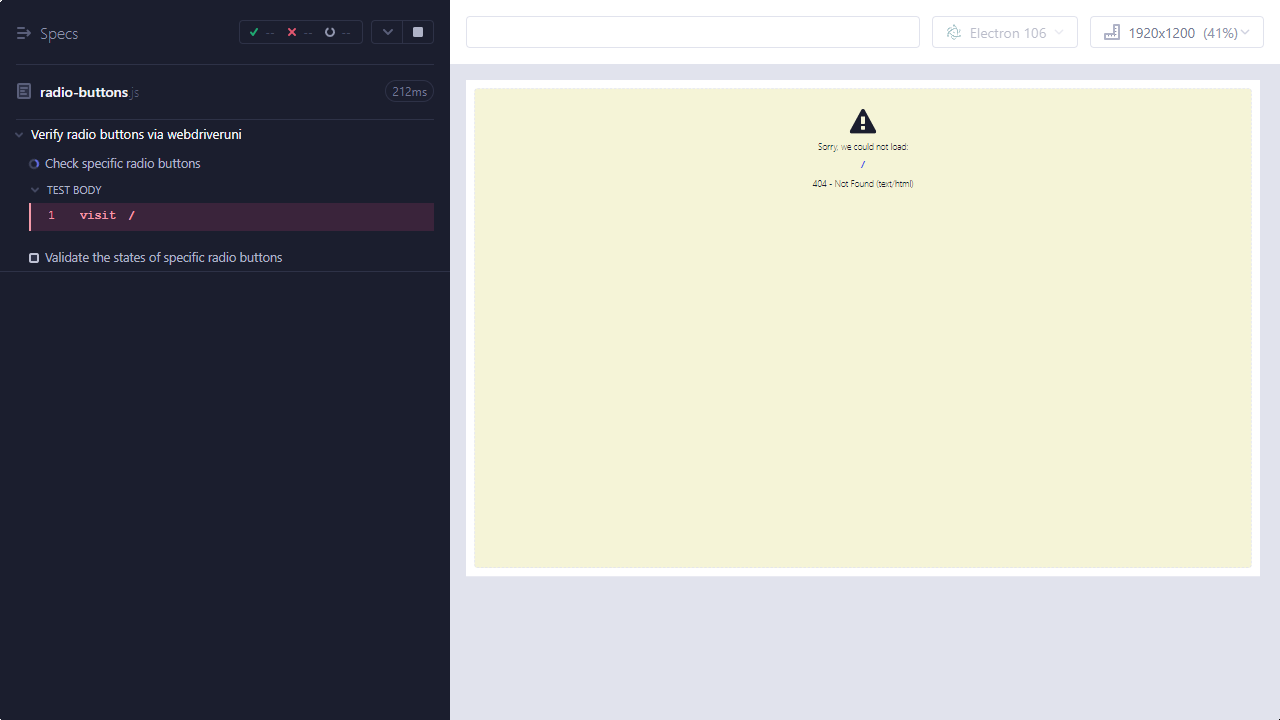 Specs
-- -- --
radio-buttons.js
212ms
Verify radio buttons via webdriveruni
Check specific radio buttons
TEST BODY
1 visit /
Validate the states of specific radio buttons
Electron 106
1920x1200 (41%)
Sorry, we could not load:
/
404 - Not Found (text/html)